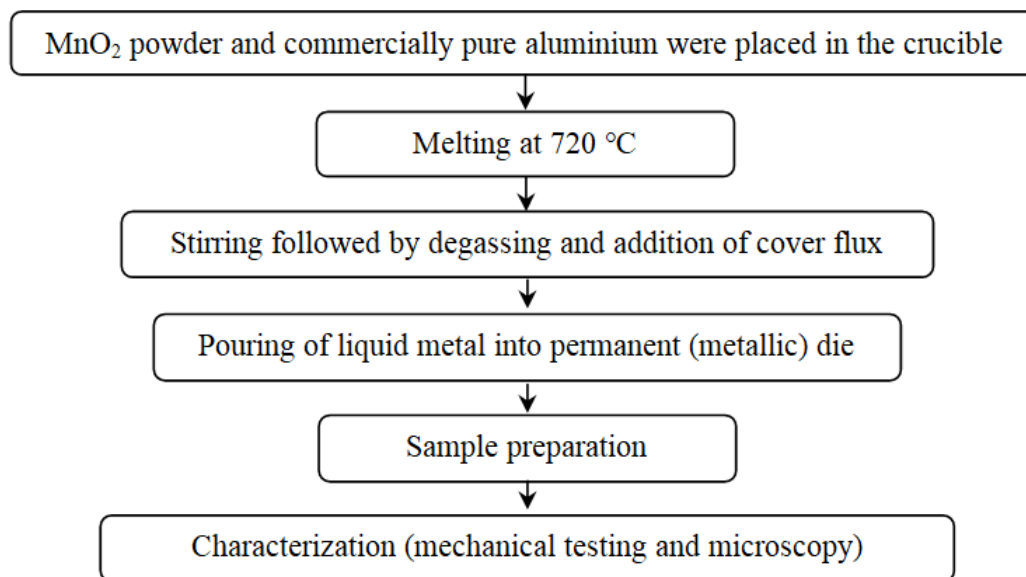 MnO₂ powder and commercially pure aluminium were placed in the crucible
Melting at 720 °C
Stirring followed by degassing and addition of cover flux
Pouring of liquid metal into permanent (metallic) die
Sample preparation
Characterization (mechanical testing and microscopy)